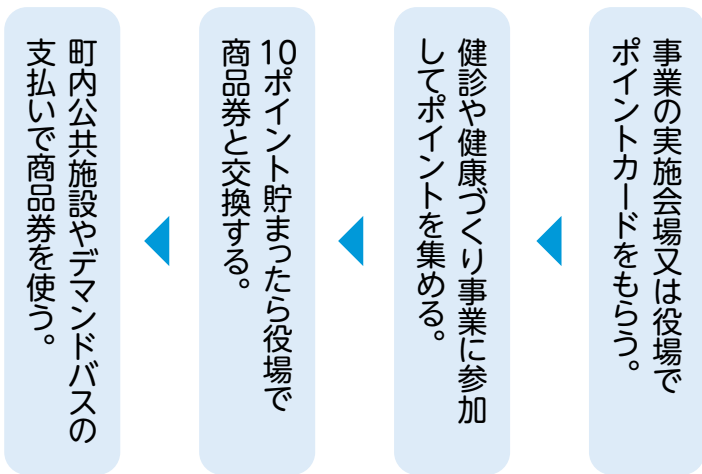 事業の実施会場又は役場で
ポイントカードをもらう。
健診や健康づくり事業に参加
してポイントを集める。
10ポイント貯まったら役場で
商品券と交換する。
町内公共施設やデマンドバスの
支払いで商品券を使う。